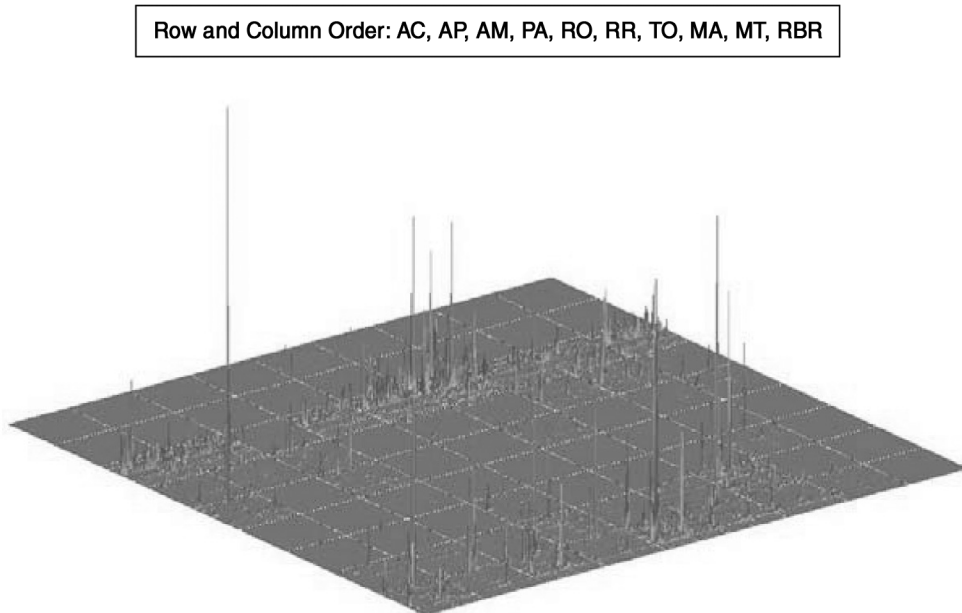 Row and Column Order: AC, AP, AM, PA, RO, RR, TO, MA, MT, RBR